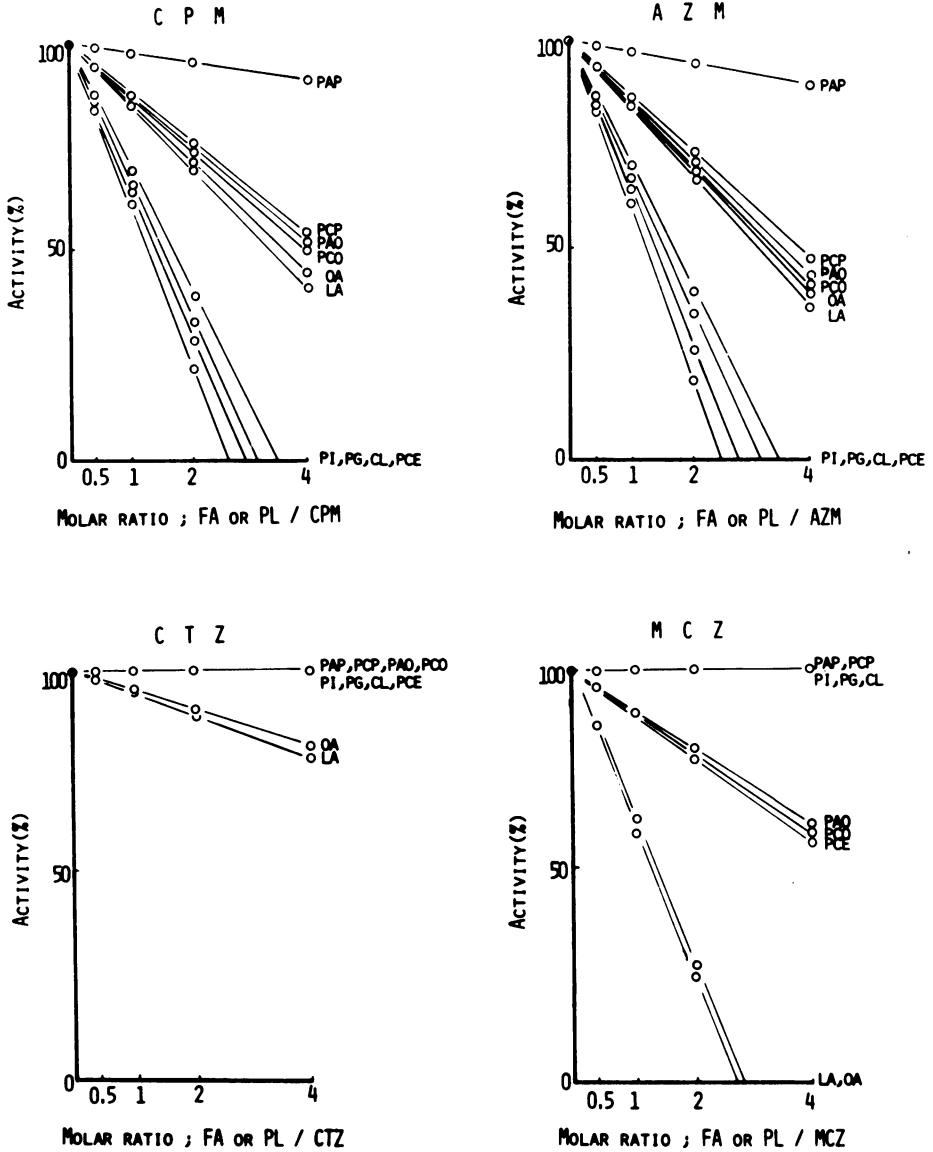 C P M
100
50
0
ACTIVITY(%)
PAP
PCP
PAO
PCO
OA
LA
PI,PG,CL,PCE
0.5 1 2 4
MOLAR RATIO ; FA OR PL / CPM
A Z M
100
50
0
ACTIVITY(%)
PAP
PCP
PAO
PCO
OA
LA
PI,PG,CL,PCE
0.5 1 2 4
MOLAR RATIO ; FA OR PL / AZM
C T Z
100
50
0
ACTIVITY(%)
PAP,PCP,PAO,PCO
PI,PG,CL,PCE
OA
LA
0.5 1 2 4
MOLAR RATIO ; FA OR PL / CTZ
M C Z
100
50
0
ACTIVITY(%)
PAP,PCP
PI,PG,CL
PAO
PCO
PCE
LA,OA
0.5 1 2 4
MOLAR RATIO ; FA OR PL / MCZ